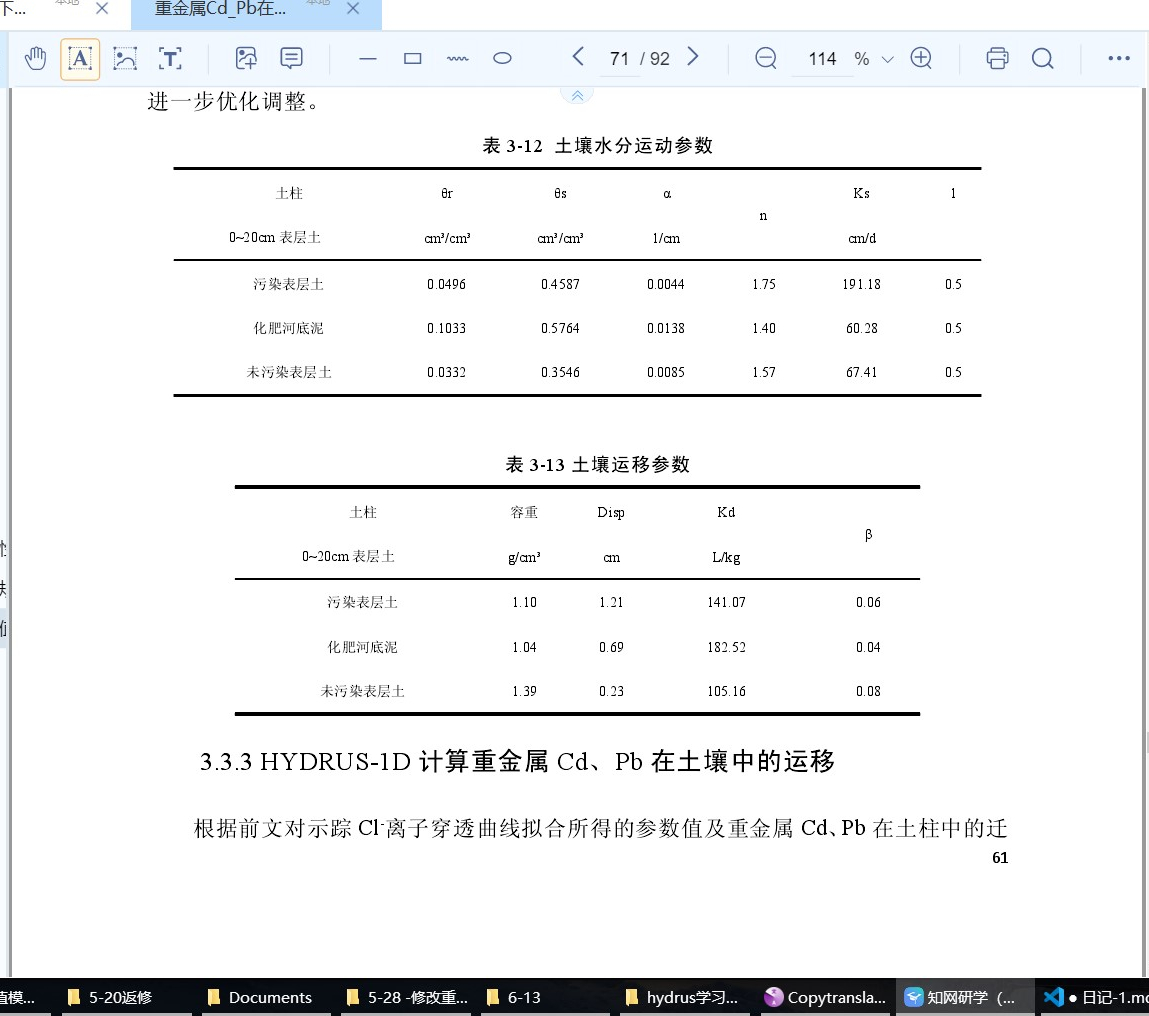 下... 本地 重金属Cd_Pb在... 本地
71 / 92 114 %
进一步优化调整。
表 3-12 土壤水分运动参数
土柱 θr θs α n Ks l
0~20cm 表层土 cm³/cm³ cm³/cm³ 1/cm cm/d
污染表层土 0.0496 0.4587 0.0044 1.75 191.18 0.5
化肥河底泥 0.1033 0.5764 0.0138 1.40 60.28 0.5
未污染表层土 0.0332 0.3546 0.0085 1.57 67.41 0.5
表 3-13 土壤运移参数
土柱 容重 Disp Kd β
0~20cm 表层土 g/cm³ cm L/kg
污染表层土 1.10 1.21 141.07 0.06
化肥河底泥 1.04 0.69 182.52 0.04
未污染表层土 1.39 0.23 105.16 0.08
3.3.3 HYDRUS-1D 计算重金属 Cd、Pb 在土壤中的运移
根据前文对示踪 Cl⁻离子穿透曲线拟合所得的参数值及重金属 Cd、Pb 在土柱中的迁
61
值模... 5-20返修 Documents 5-28 -修改重... 6-13 hydrus学习... Copytransla... 知网研学（... ● 日记-1.mc